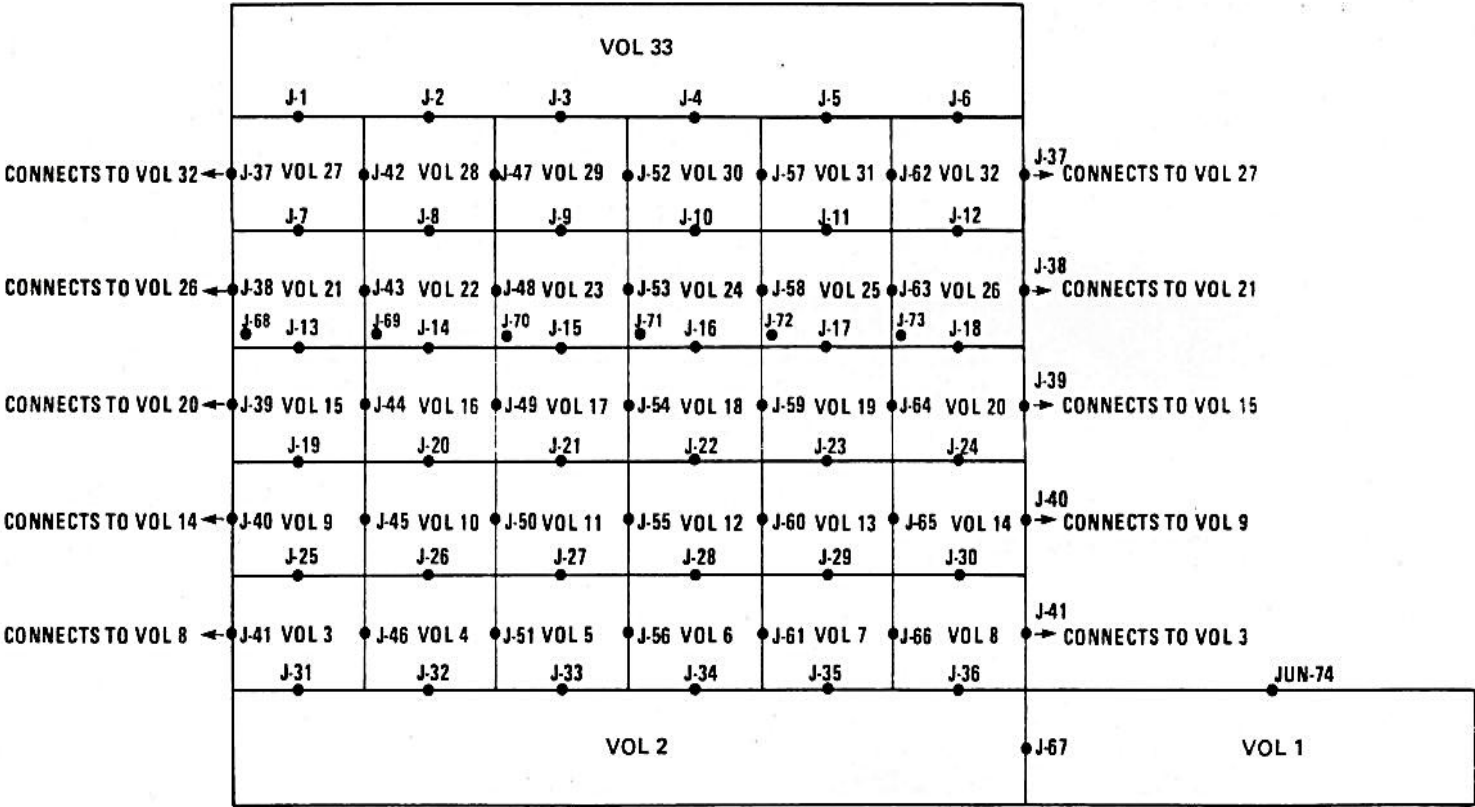 VOL 33
J-1 J-2 J-3 J-4 J-5 J-6
J-37
CONNECTS TO VOL 32 J-37 VOL 27 J-42 VOL 28 J-47 VOL 29 J-52 VOL 30 J-57 VOL 31 J-62 VOL 32 CONNECTS TO VOL 27
J-7 J-8 J-9 J-10 J-11 J-12
J-38
CONNECTS TO VOL 26 J-38 VOL 21 J-43 VOL 22 J-48 VOL 23 J-53 VOL 24 J-58 VOL 25 J-63 VOL 26 CONNECTS TO VOL 21
J-68 J-13 J-69 J-14 J-70 J-15 J-71 J-16 J-72 J-17 J-73 J-18
J-39
CONNECTS TO VOL 20 J-39 VOL 15 J-44 VOL 16 J-49 VOL 17 J-54 VOL 18 J-59 VOL 19 J-64 VOL 20 CONNECTS TO VOL 15
J-19 J-20 J-21 J-22 J-23 J-24
J-40
CONNECTS TO VOL 14 J-40 VOL 9 J-45 VOL 10 J-50 VOL 11 J-55 VOL 12 J-60 VOL 13 J-65 VOL 14 CONNECTS TO VOL 9
J-25 J-26 J-27 J-28 J-29 J-30
J-41
CONNECTS TO VOL 8 J-41 VOL 3 J-46 VOL 4 J-51 VOL 5 J-56 VOL 6 J-61 VOL 7 J-66 VOL 8 CONNECTS TO VOL 3
J-31 J-32 J-33 J-34 J-35 J-36 JUN-74
VOL 2 J-67 VOL 1